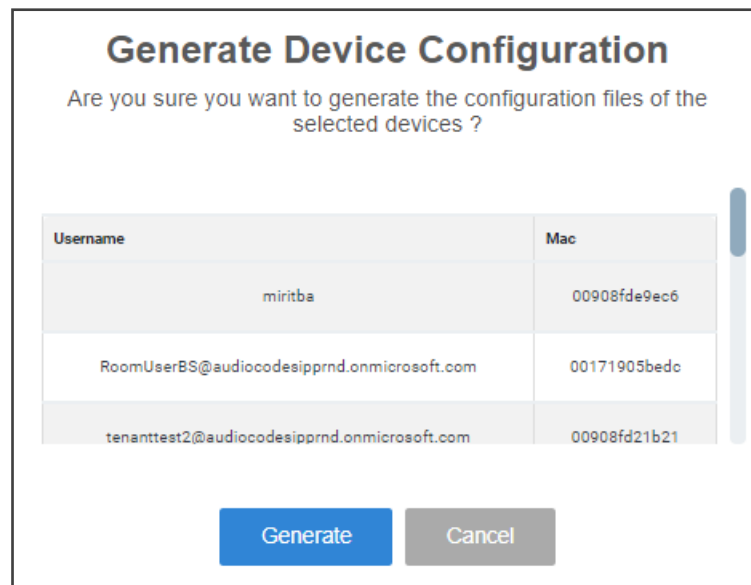 Generate Device Configuration
Are you sure you want to generate the configuration files of the
selected devices ?
Username Mac
miritba 00908fde9ec6
RoomUserBS@audiocodesipprnd.onmicrosoft.com 00171905bedc
tenanttest2@audiocodesipprnd.onmicrosoft.com 00908fd21b21
Generate Cancel